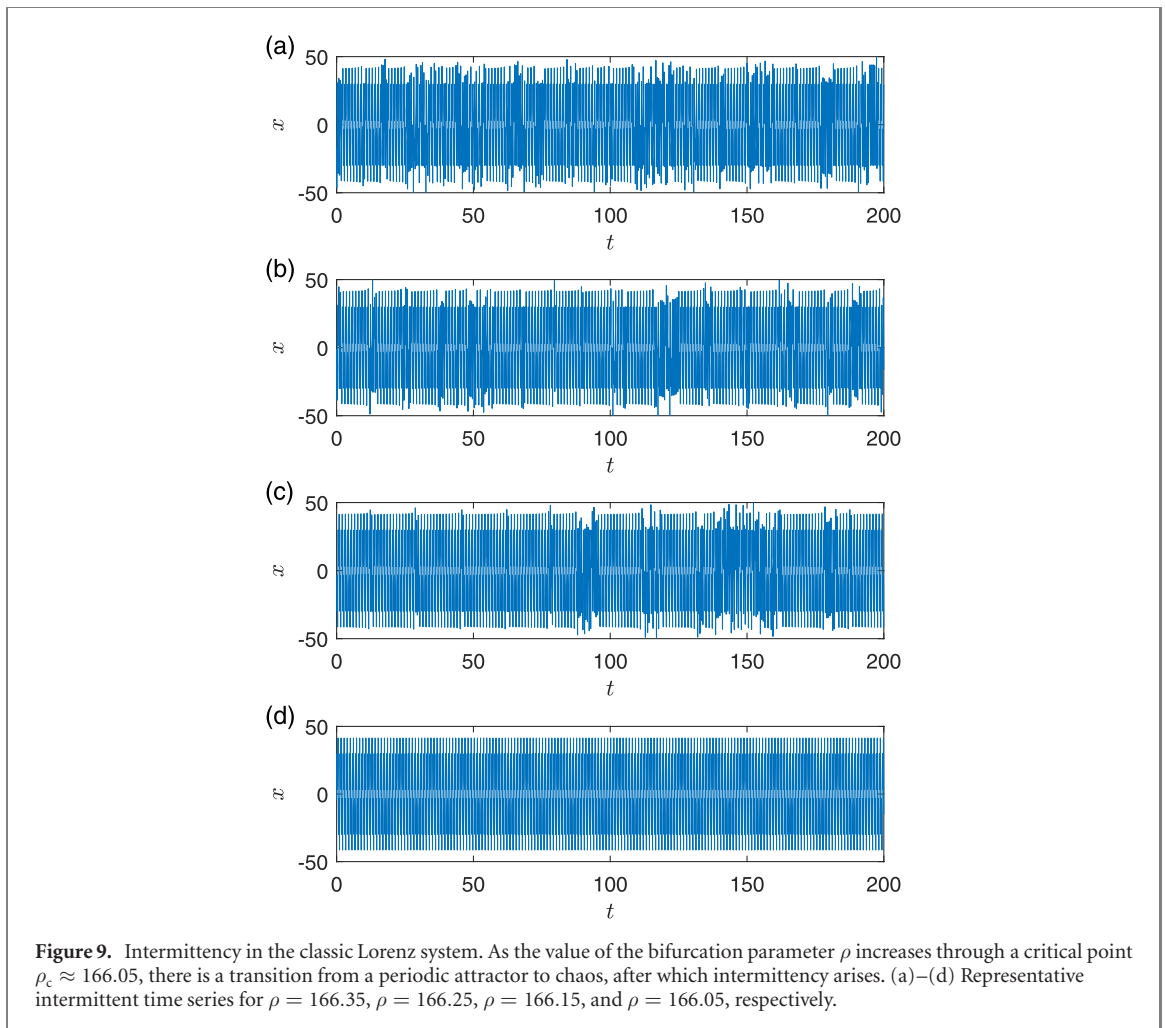 (a)
50
0
-50
x
0
50
100
150
200
t
(b)
50
0
-50
x
0
50
100
150
200
t
(c)
50
0
-50
x
0
50
100
150
200
t
(d)
50
0
-50
x
0
50
100
150
200
t
Figure 9. Intermittency in the classic Lorenz system. As the value of the bifurcation parameter ρ increases through a critical point
ρc ≈ 166.05, there is a transition from a periodic attractor to chaos, after which intermittency arises. (a)–(d) Representative
intermittent time series for ρ = 166.35, ρ = 166.25, ρ = 166.15, and ρ = 166.05, respectively.